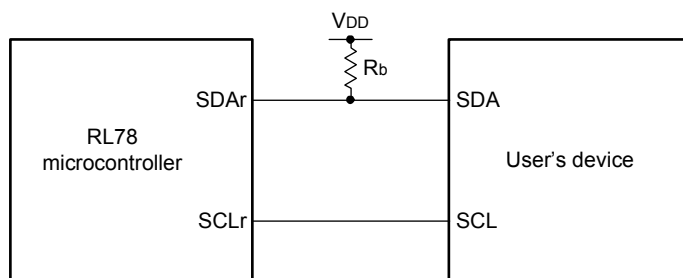 VDD
Rb
SDAr
SDA
RL78
microcontroller
User's device
SCLr
SCL